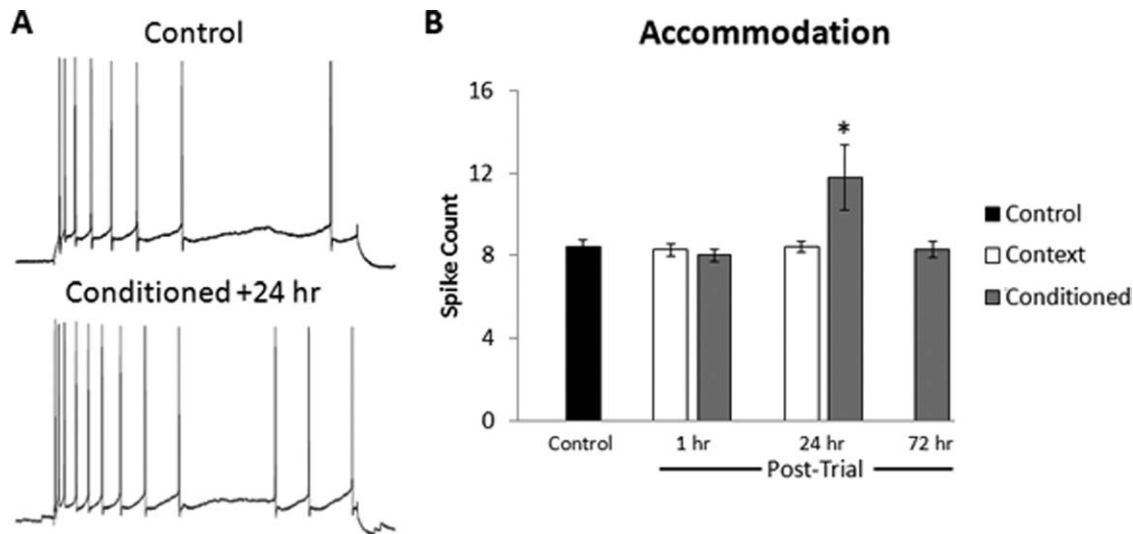 A
Control
Conditioned +24 hr
B
Accommodation
Spike Count
16
12
8
4
0
*
Control
1 hr
24 hr
72 hr
Post-Trial
Control
Context
Conditioned